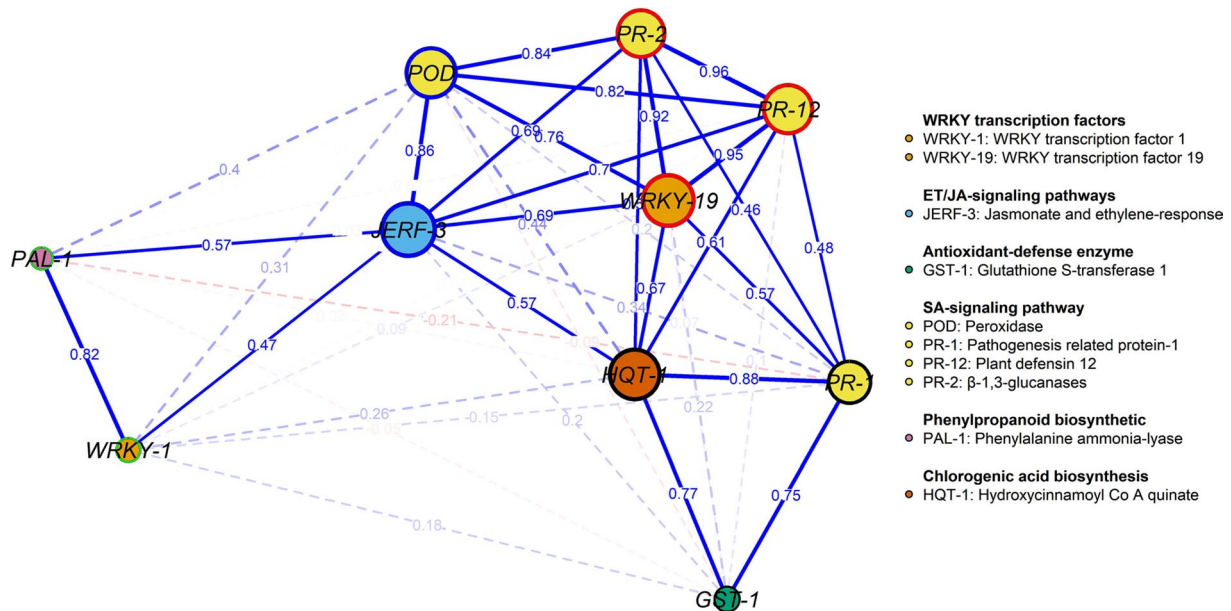 PR-2
0.84
POD
0.96
0.82
PR-12
0.92
0.69
0.76
0.86
0.95
0.7
0.4
WRKY-19
0.69
0.46
0.44
0.2
JERF-3
0.57
0.61
0.48
PAL-1
0.31
0.67
0.57
0.34
-0.21
0.09
0.47
0.82
0.1
HQT-1
0.88
PR-1
0.26
-0.15
0.22
0.2
WRKY-1
0.77
0.75
0.18
GST-1
WRKY transcription factors
WRKY-1: WRKY transcription factor 1
WRKY-19: WRKY transcription factor 19
ET/JA-signaling pathways
JERF-3: Jasmonate and ethylene-response
Antioxidant-defense enzyme
GST-1: Glutathione S-transferase 1
SA-signaling pathway
POD: Peroxidase
PR-1: Pathogenesis related protein-1
PR-12: Plant defensin 12
PR-2: β-1,3-glucanases
Phenylpropanoid biosynthetic
PAL-1: Phenylalanine ammonia-lyase
Chlorogenic acid biosynthesis
HQT-1: Hydroxycinnamoyl Co A quinate